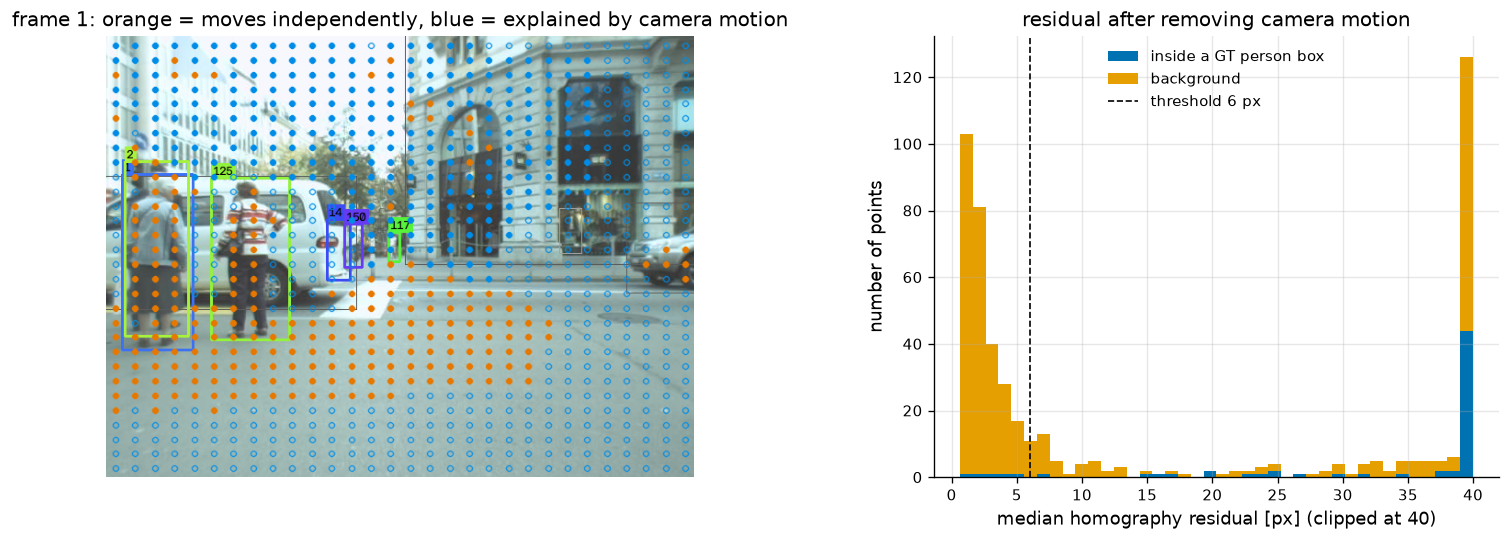 frame 1: orange = moves independently, blue = explained by camera motion
2
125
14
150
117
residual after removing camera motion
inside a GT person box
background
threshold 6 px
number of points
120
100
80
60
40
20
0
0 5 10 15 20 25 30 35 40
median homography residual [px] (clipped at 40)